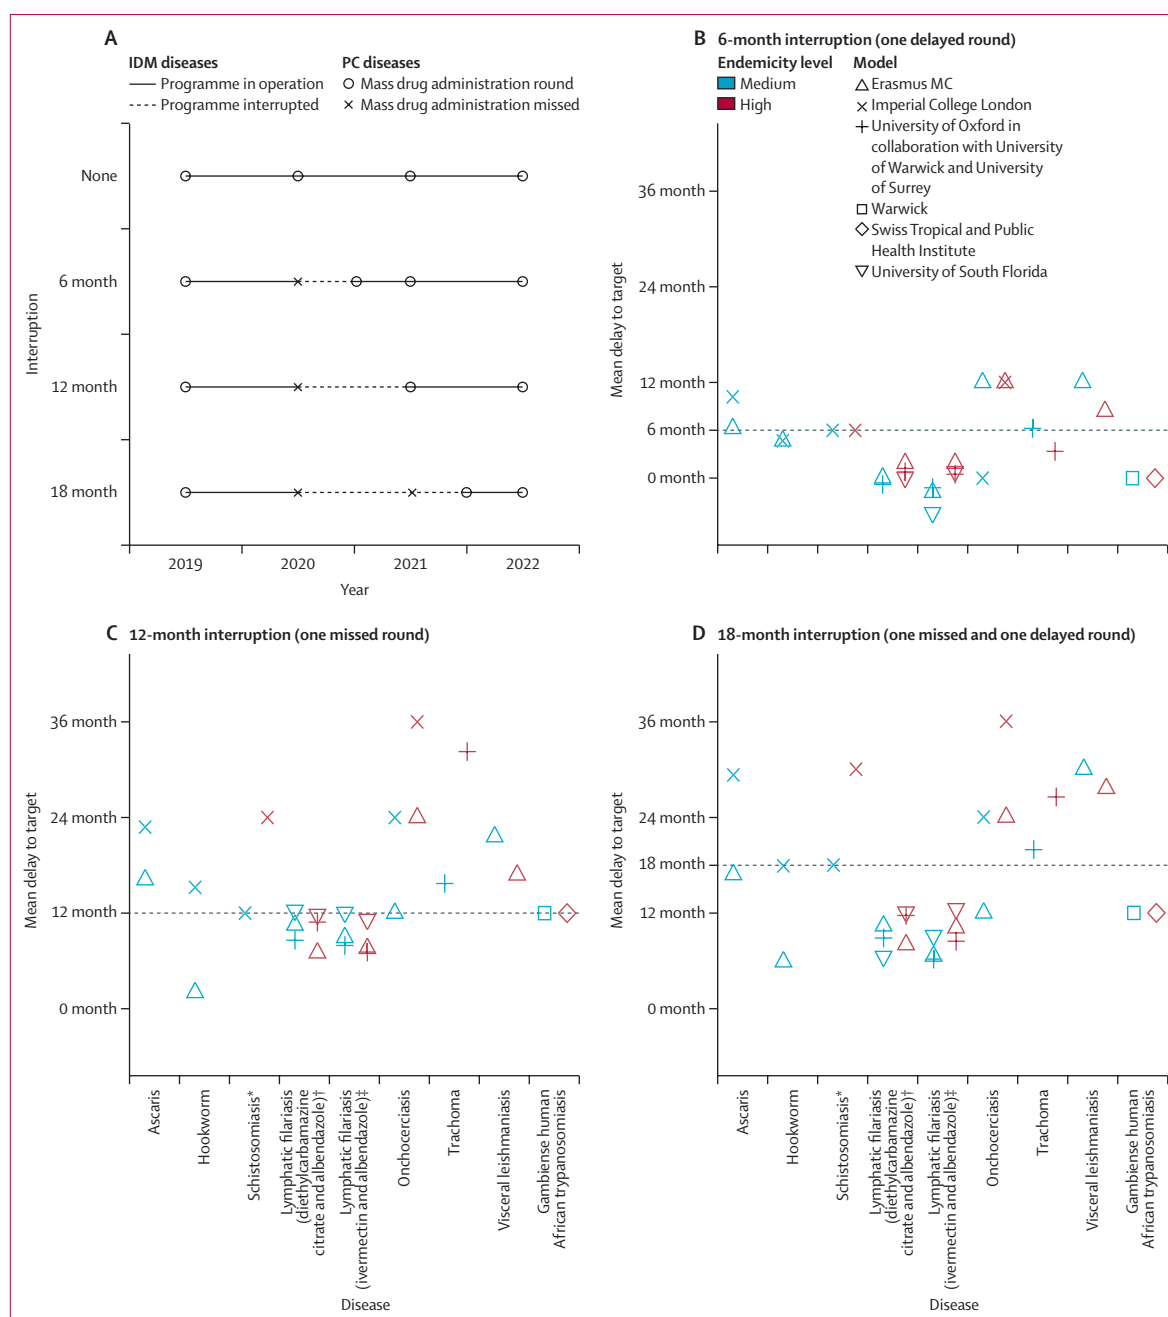 A
IDM diseases
Programme in operation
Programme interrupted
PC diseases
Mass drug administration round
Mass drug administration missed
Interruption
None
6 month
12 month
18 month
2019
2020
2021
2022
Year
B 6-month interruption (one delayed round)
Endemicity level
Medium
High
Model
Erasmus MC
Imperial College London
University of Oxford in
collaboration with University
of Warwick and University
of Surrey
Warwick
Swiss Tropical and Public
Health Institute
University of South Florida
Mean delay to target
36 month
24 month
12 month
6 month
0 month
C 12-month interruption (one missed round)
Mean delay to target
36 month
24 month
12 month
0 month
Ascaris
Hookworm
Schistosomiasis*
Lymphatic filariasis
(diethylcarbamazine
citrate and albendazole)†
Lymphatic filariasis
(ivermectin and albendazole)‡
Onchocerciasis
Trachoma
Visceral leishmaniasis
Gambiense human
African trypanosomiasis
Disease
D 18-month interruption (one missed and one delayed round)
Mean delay to target
36 month
24 month
18 month
12 month
0 month
Ascaris
Hookworm
Schistosomiasis*
Lymphatic filariasis
(diethylcarbamazine
citrate and albendazole)†
Lymphatic filariasis
(ivermectin and albendazole)‡
Onchocerciasis
Trachoma
Visceral leishmaniasis
Gambiense human
African trypanosomiasis
Disease